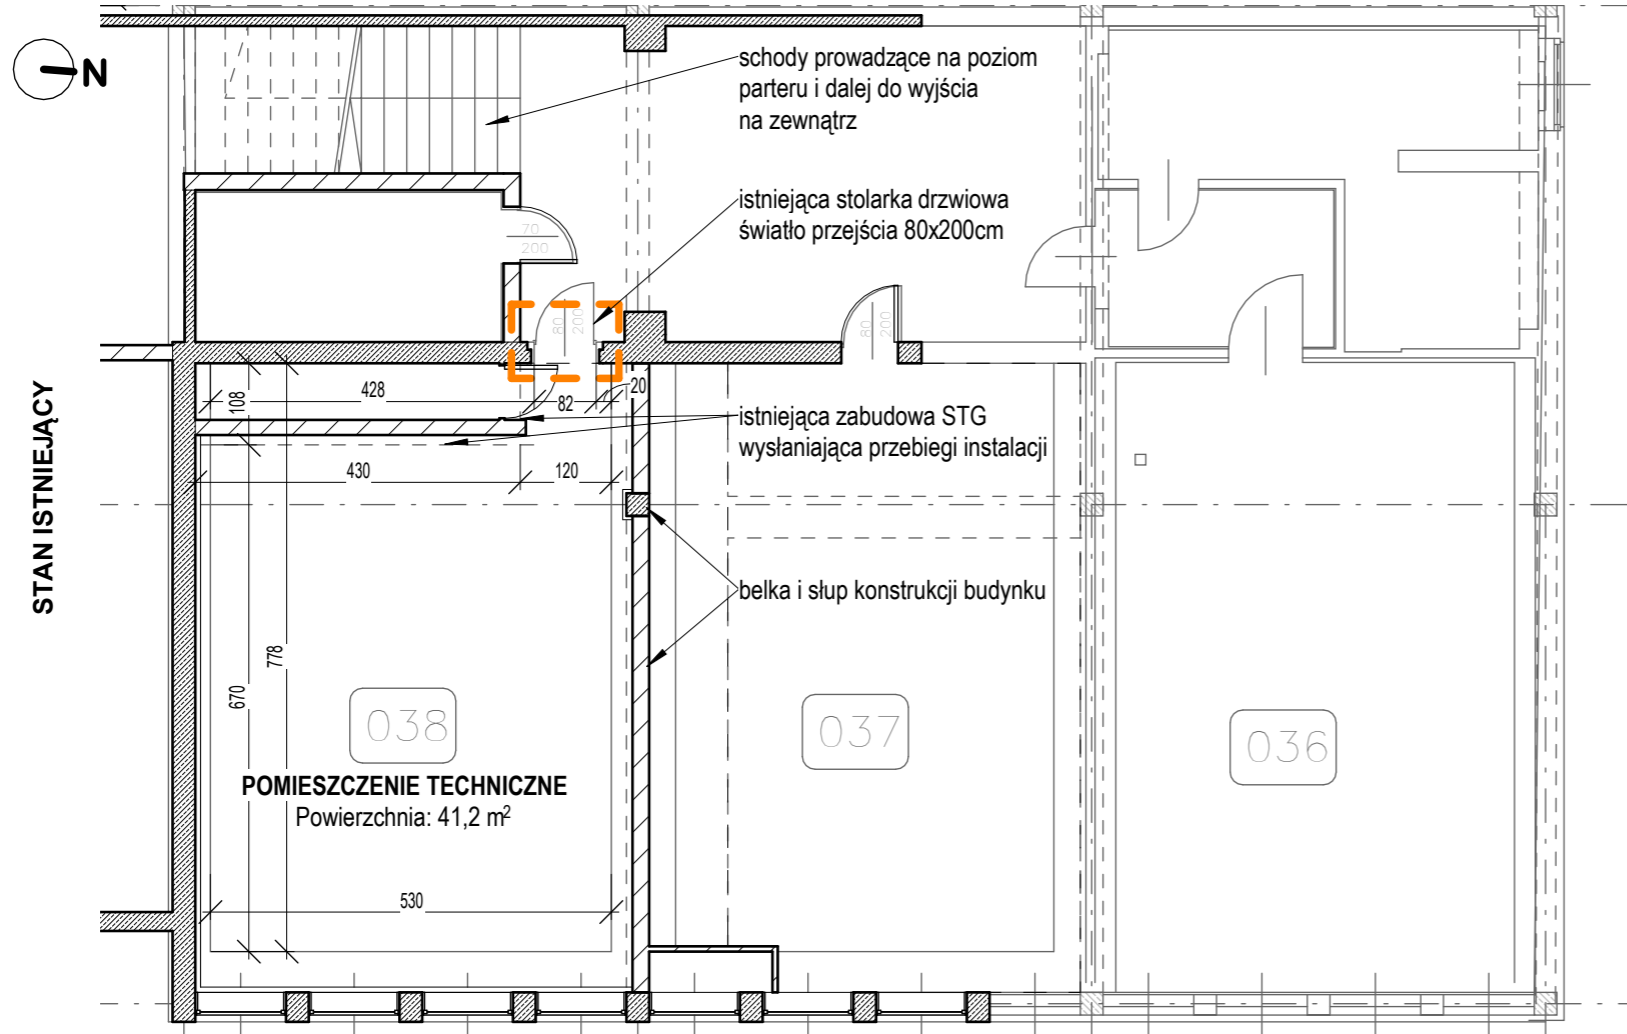 N
schody prowadzące na poziom
parteru i dalej do wyjścia
na zewnątrz
istniejąca stolarka drzwiowa
światło przejścia 80x200cm
70
200
80
200
80
200
STAN ISTNIEJĄCY
428
108
82
20
istniejąca zabudowa STG
wysłaniająca przebiegi instalacji
430
120
belka i słup konstrukcji budynku
670
778
038
037
036
POMIESZCZENIE TECHNICZNE
Powierzchnia: 41,2 m²
530